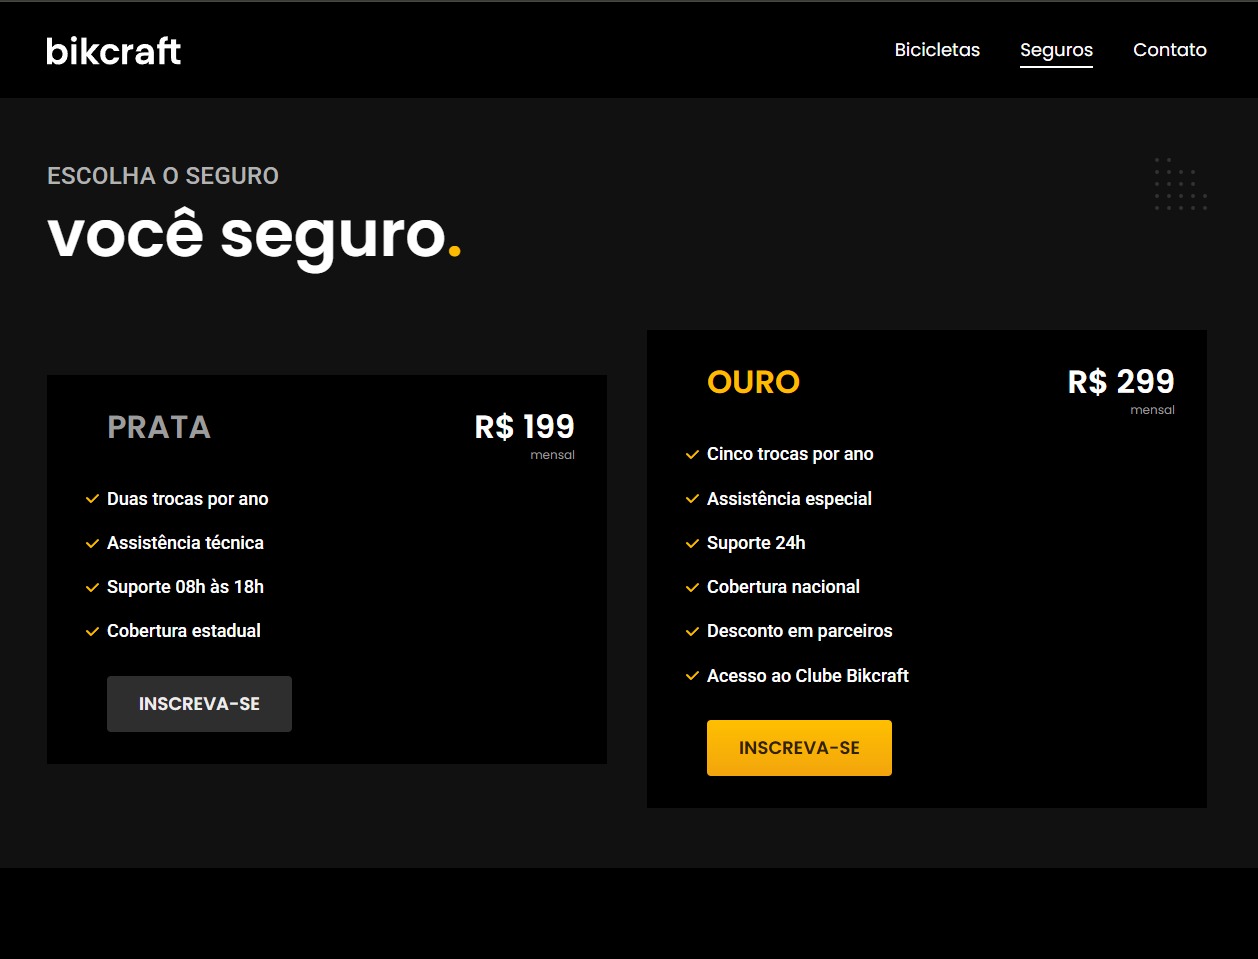 bikcraft
Bicicletas Seguros Contato
ESCOLHA O SEGURO
você seguro.
PRATA
R$ 199
mensal
Duas trocas por ano
Assistência técnica
Suporte 08h às 18h
Cobertura estadual
INSCREVA-SE
OURO
R$ 299
mensal
Cinco trocas por ano
Assistência especial
Suporte 24h
Cobertura nacional
Desconto em parceiros
Acesso ao Clube Bikcraft
INSCREVA-SE